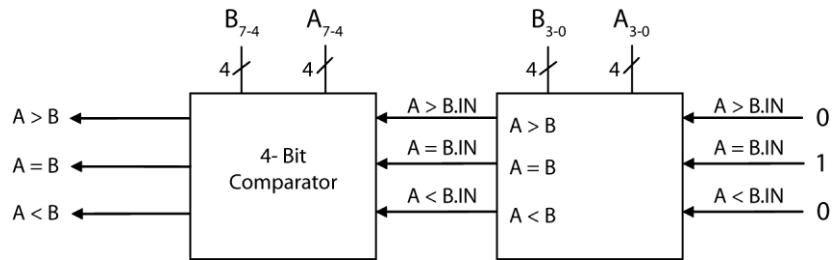 B7-4 A7-4 B3-0 A3-0
4 4 4 4
A > B A > B.IN A > B A > B.IN 0
A = B 4- Bit Comparator A = B.IN A = B A = B.IN 1
A < B A < B.IN A < B A < B.IN 0